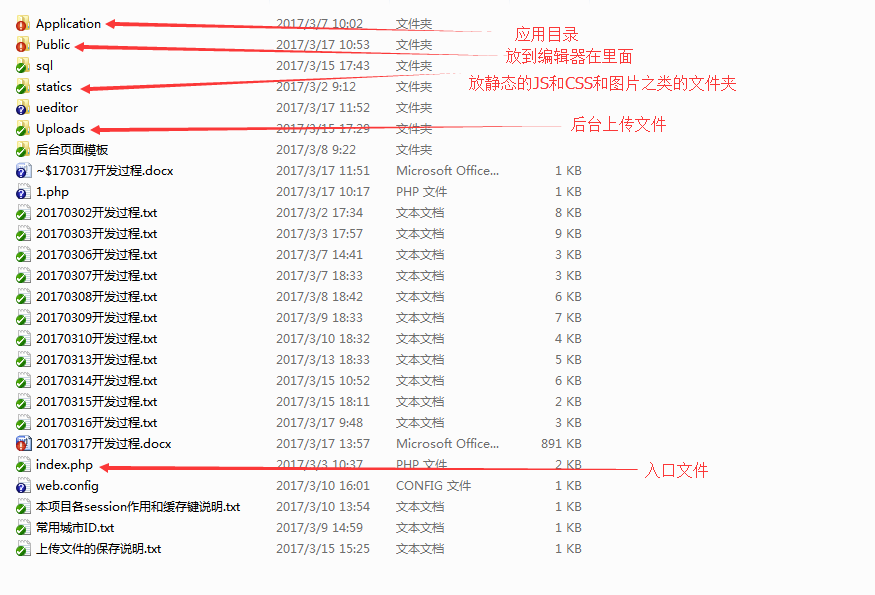 Application 2017/3/7 10:02 文件夹 应用目录
Public 2017/3/17 10:53 文件夹 放到编辑器在里面
sql 2017/3/15 17:43 文件夹
statics 2017/3/2 9:12 文件夹 放静态的JS和CSS和图片之类的文件夹
ueditor 2017/3/17 11:52 文件夹
Uploads 2017/3/15 17:29 文件夹 后台上传文件
后台页面模板 2017/3/8 9:22 文件夹
~$170317开发过程.docx 2017/3/17 11:51 Microsoft Office... 1 KB
1.php 2017/3/17 10:17 PHP 文件 1 KB
20170302开发过程.txt 2017/3/2 17:34 文本文档 8 KB
20170303开发过程.txt 2017/3/3 17:57 文本文档 9 KB
20170306开发过程.txt 2017/3/7 14:41 文本文档 3 KB
20170307开发过程.txt 2017/3/7 18:33 文本文档 3 KB
20170308开发过程.txt 2017/3/8 18:42 文本文档 6 KB
20170309开发过程.txt 2017/3/9 18:33 文本文档 7 KB
20170310开发过程.txt 2017/3/10 18:32 文本文档 4 KB
20170313开发过程.txt 2017/3/13 18:33 文本文档 5 KB
20170314开发过程.txt 2017/3/15 10:52 文本文档 6 KB
20170315开发过程.txt 2017/3/15 18:11 文本文档 2 KB
20170316开发过程.txt 2017/3/17 9:48 文本文档 3 KB
20170317开发过程.docx 2017/3/17 13:57 Microsoft Office... 891 KB
index.php 2017/3/3 10:37 PHP 文件 2 KB 入口文件
web.config 2017/3/10 16:01 CONFIG 文件 1 KB
本项目各session作用和缓存键说明.txt 2017/3/10 13:54 文本文档 1 KB
常用城市ID.txt 2017/3/9 14:59 文本文档 1 KB
上传文件的保存说明.txt 2017/3/15 15:25 文本文档 1 KB